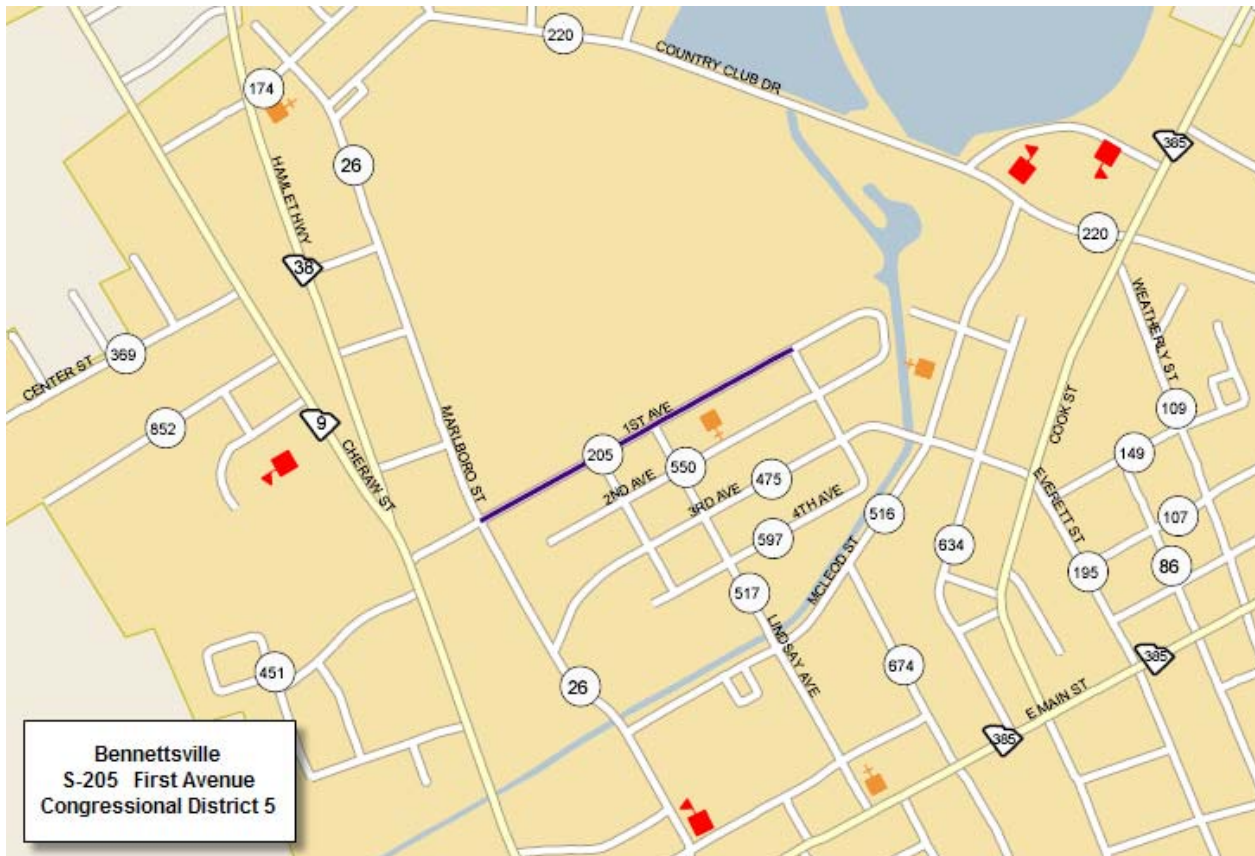 220
COUNTRY CLUB DR
174
385
26
HAMLET HWY
220
38
WEATHERLY ST
CENTER ST
369
9
852
MARLBORO ST
1ST AVE
COOK ST
109
CHERAW ST
205
550
149
2ND AVE
475
3RD AVE
EVERETT ST
4TH AVE
516
107
597
634
195
86
517
MCLEOD ST
LINDSAY AVE
674
385
451
26
E MAIN ST
385
Bennettsville
S-205 First Avenue
Congressional District 5